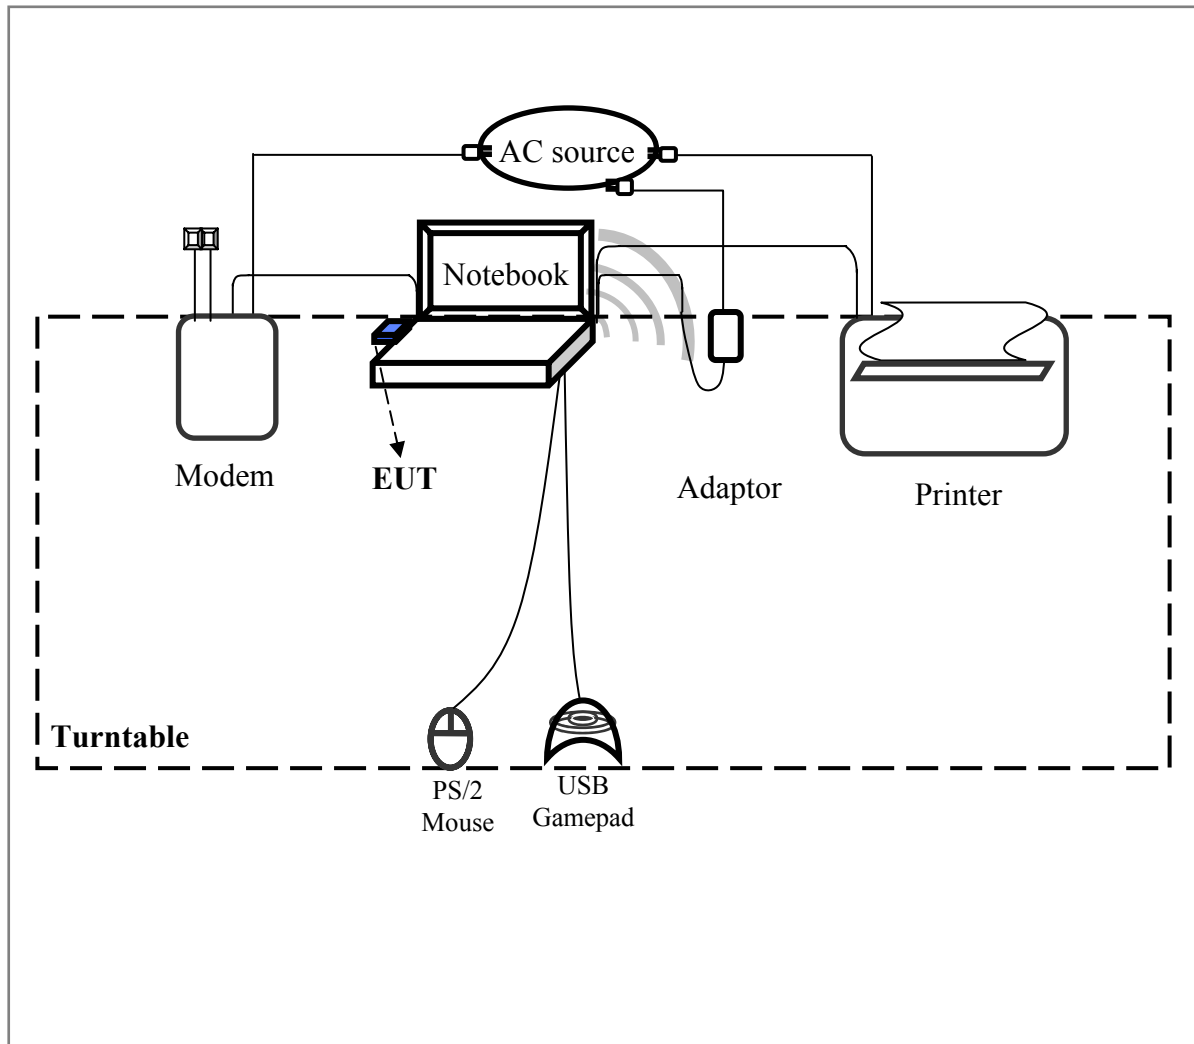 AC source
Notebook
Modem
EUT
Adaptor
Printer
Turntable
PS/2
Mouse
USB
Gamepad